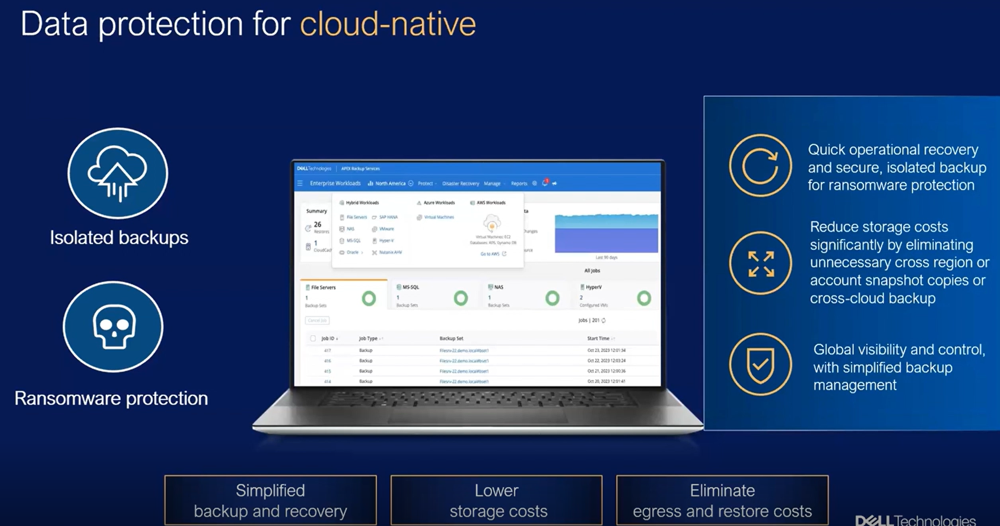 Data protection for cloud-native
Isolated backups
Ransomware protection
DELLTechnologies | APEX Backup Services
Enterprise Workloads North America Protect Disaster Recovery Manage Reports 1
Hybrid Workloads Azure Workloads AWS Workloads
File Servers SAP HANA Virtual Machines
NAS VMware
MS-SQL Hyper-V
Oracle > Nutanix AHV
Virtual Machines: EC2
Databases: RDS, Dynamo DB
Go to AWS
Summary
26
Restores
1
CloudCach
ta
hanges
urce
Last 90 days
All Jobs
File Servers MS-SQL NAS HyperV
1 1 1 2
Backup Sets Backup Sets Backup Sets Configured VMs
Cancel Job
Jobs | 201
Job ID Job Type Backup Set Start Time
417 Backup Filesrv-22.demo.local#bset1 Oct 23, 2023 12:01:34
416 Backup Filesrv-22.demo.local#bset1 Oct 22, 2023 12:03:24
415 Backup Filesrv-22.demo.local#bset1 Oct 21, 2023 12:00:36
414 Backup Filesrv-22.demo.local#bset1 Oct 20, 2023 12:01:41
Quick operational recovery
and secure, isolated backup
for ransomware protection
Reduce storage costs
significantly by eliminating
unnecessary cross region or
account snapshot copies or
cross-cloud backup
Global visibility and control,
with simplified backup
management
Simplified
backup and recovery
Lower
storage costs
Eliminate
egress and restore costs
DELLTechnologies